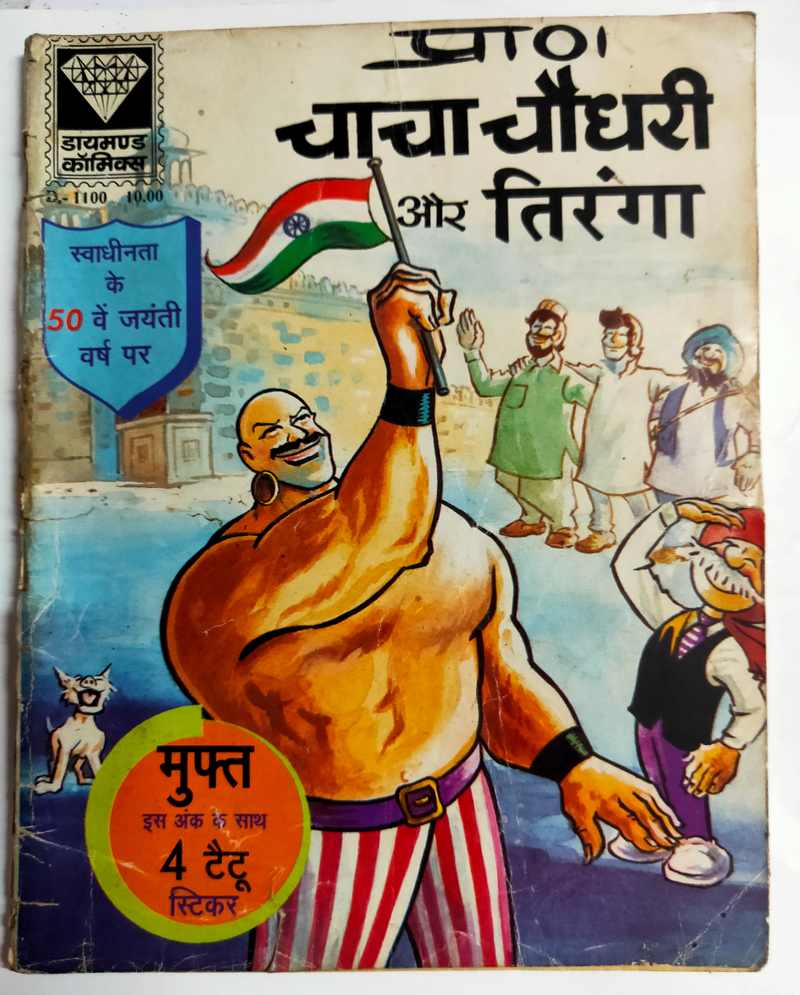 प्राण
चाचा चौधरी
और तिरंगा
डायमण्ड
कॉमिक्स
D.- 1100 10.00
स्वाधीनता
के
50 वें जयंती
वर्ष पर
मुफ्त
इस अंक के साथ
4 टैटू
स्टिकर